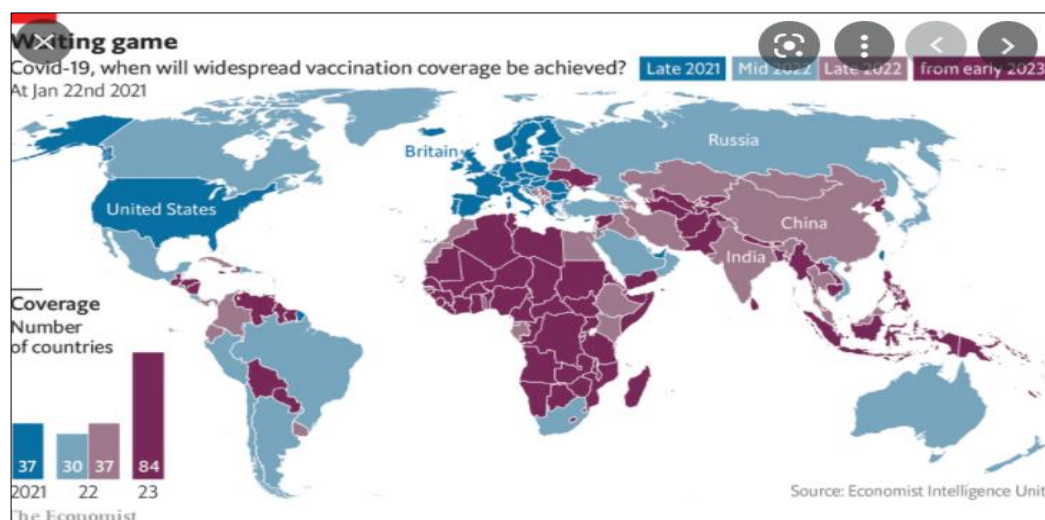 Waiting game
Covid-19, when will widespread vaccination coverage be achieved?
Late 2021
Mid 2022
Late 2022
from early 2023
At Jan 22nd 2021
Britain
Russia
United States
China
India
Coverage
Number
of countries
37
30
37
84
2021
22
23
Source: Economist Intelligence Unit
The Economist